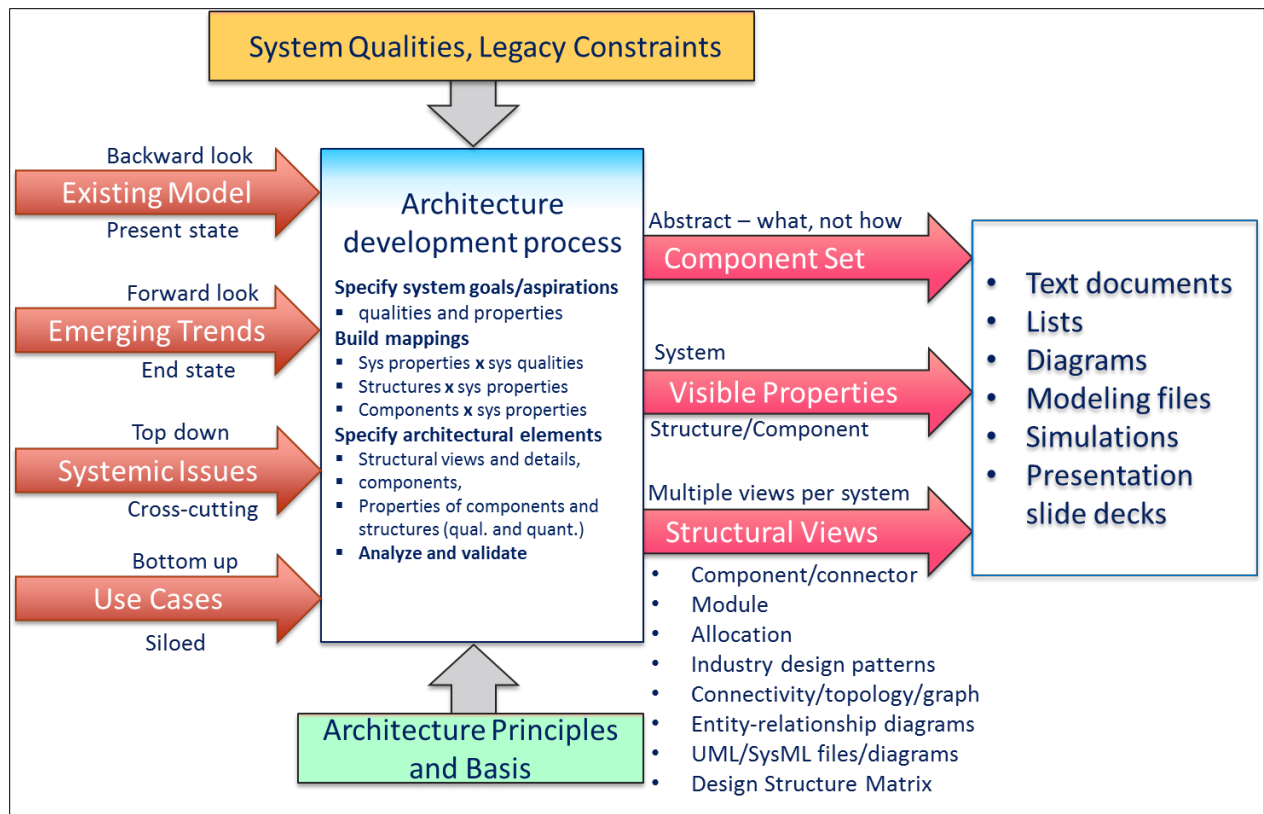 System Qualities, Legacy Constraints
Backward look
Existing Model
Present state
Forward look
Emerging Trends
End state
Top down
Systemic Issues
Cross-cutting
Bottom up
Use Cases
Siloed
Architecture
development process
Specify system goals/aspirations
▪ qualities and properties
Build mappings
▪ Sys properties x sys qualities
▪ Structures x sys properties
▪ Components x sys properties
Specify architectural elements
▪ Structural views and details,
▪ components,
▪ Properties of components and
structures (qual. and quant.)
▪ Analyze and validate
Architecture Principles
and Basis
Abstract – what, not how
Component Set
System
Visible Properties
Structure/Component
Multiple views per system
Structural Views
• Component/connector
• Module
• Allocation
• Industry design patterns
• Connectivity/topology/graph
• Entity-relationship diagrams
• UML/SysML files/diagrams
• Design Structure Matrix
• Text documents
• Lists
• Diagrams
• Modeling files
• Simulations
• Presentation
slide decks